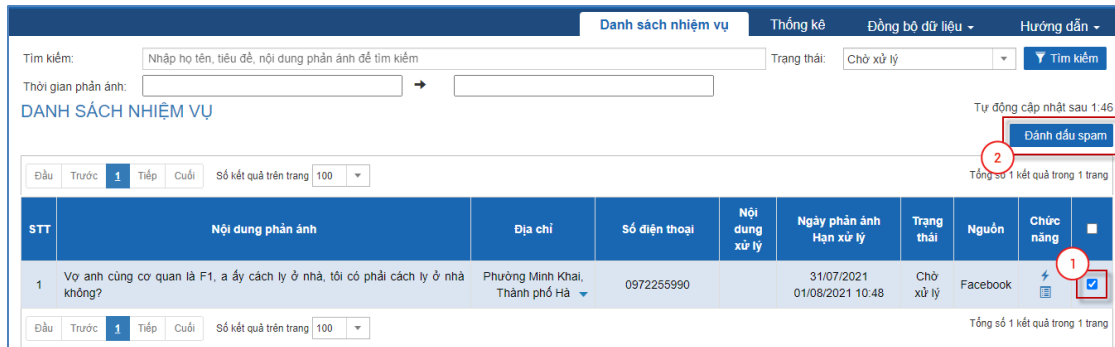 Danh sách nhiệm vụ Thống kê Đồng bộ dữ liệu Hướng dẫn
Tìm kiếm: Nhập họ tên, tiêu đề, nội dung phản ánh để tìm kiếm Trạng thái: Chờ xử lý Tìm kiếm
Thời gian phản ánh:
DANH SÁCH NHIỆM VỤ Tự động cập nhật sau 1:46
Đánh dấu spam
2
Đầu Trước 1 Tiếp Cuối Số kết quả trên trang 100 Tổng số 1 kết quả trong 1 trang
STT Nội dung phản ánh Địa chỉ Số điện thoại Nội dung xử lý Ngày phản ánh Hạn xử lý Trạng thái Nguồn Chức năng
1
1 Vợ anh cùng cơ quan là F1, a ấy cách ly ở nhà, tôi có phải cách ly ở nhà không? Phường Minh Khai, Thành phố Hà 0972255990 31/07/2021 01/08/2021 10:48 Chờ xử lý Facebook
Đầu Trước 1 Tiếp Cuối Số kết quả trên trang 100 Tổng số 1 kết quả trong 1 trang